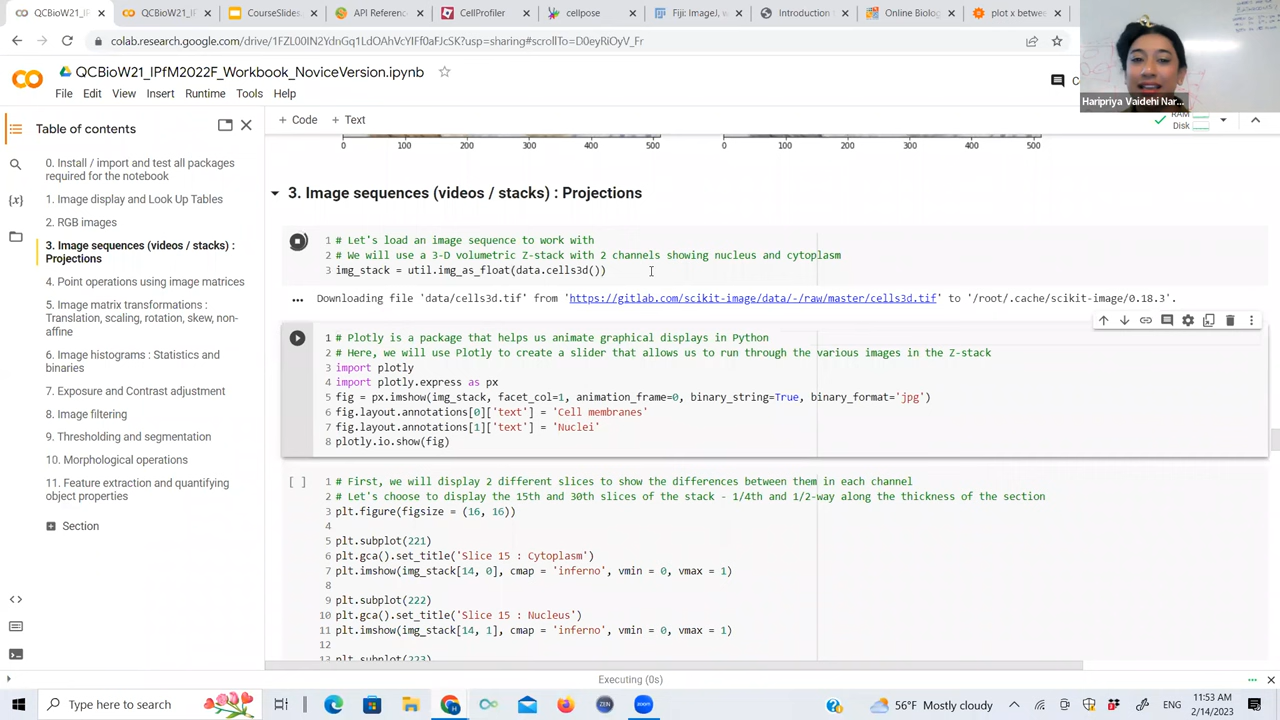 QCBioW21_IP
QCBioW21_IP
CourseSlides
API Referenc
CellProfiler
cellpose
Fiji: ImageJ, w
Introduction
Online Biolog
plot x betwee
colab.research.google.com/drive/1FZL00IN2YdnGq1LdOAhVcYIFf0aFJcSK?usp=sharing#scrollTo=D0eyRiOyV_Fr
QCBioW21_IPfM2022F_Workbook_NoviceVersion.ipynb
File Edit View Insert Runtime Tools Help
Haripriya Vaidehi Nar...
+ Code + Text
RAM
Disk
Table of contents
0. Install / import and test all packages
required for the notebook
1. Image display and Look Up Tables
2. RGB images
3. Image sequences (videos / stacks) :
Projections
4. Point operations using image matrices
5. Image matrix transformations :
Translation, scaling, rotation, skew, non-
affine
6. Image histograms : Statistics and
binaries
7. Exposure and Contrast adjustment
8. Image filtering
9. Thresholding and segmentation
10. Morphological operations
11. Feature extraction and quantifying
object properties
Section
0 100 200 300 400 500 0 100 200 300 400 500
3. Image sequences (videos / stacks) : Projections
1 # Let's load an image sequence to work with
2 # We will use a 3-D volumetric Z-stack with 2 channels showing nucleus and cytoplasm
3 img_stack = util.img_as_float(data.cells3d())
... Downloading file 'data/cells3d.tif' from 'https://gitlab.com/scikit-image/data/-/raw/master/cells3d.tif' to '/root/.cache/scikit-image/0.18.3'.
1 # Plotly is a package that helps us animate graphical displays in Python
2 # Here, we will use Plotly to create a slider that allows us to run through the various images in the Z-stack
3 import plotly
4 import plotly.express as px
5 fig = px.imshow(img_stack, facet_col=1, animation_frame=0, binary_string=True, binary_format='jpg')
6 fig.layout.annotations[0]['text'] = 'Cell membranes'
7 fig.layout.annotations[1]['text'] = 'Nuclei'
8 plotly.io.show(fig)
[ ] 1 # First, we will display 2 different slices to show the differences between them in each channel
2 # Let's choose to display the 15th and 30th slices of the stack - 1/4th and 1/2-way along the thickness of the section
3 plt.figure(figsize = (16, 16))
4
5 plt.subplot(221)
6 plt.gca().set_title('Slice 15 : Cytoplasm')
7 plt.imshow(img_stack[14, 0], cmap = 'inferno', vmin = 0, vmax = 1)
8
9 plt.subplot(222)
10 plt.gca().set_title('Slice 15 : Nucleus')
11 plt.imshow(img_stack[14, 1], cmap = 'inferno', vmin = 0, vmax = 1)
12
13 plt.subplot(223)
Executing (0s)
Type here to search
ZEN
zoom
56°F Mostly cloudy
ENG
11:53 AM
2/14/2023